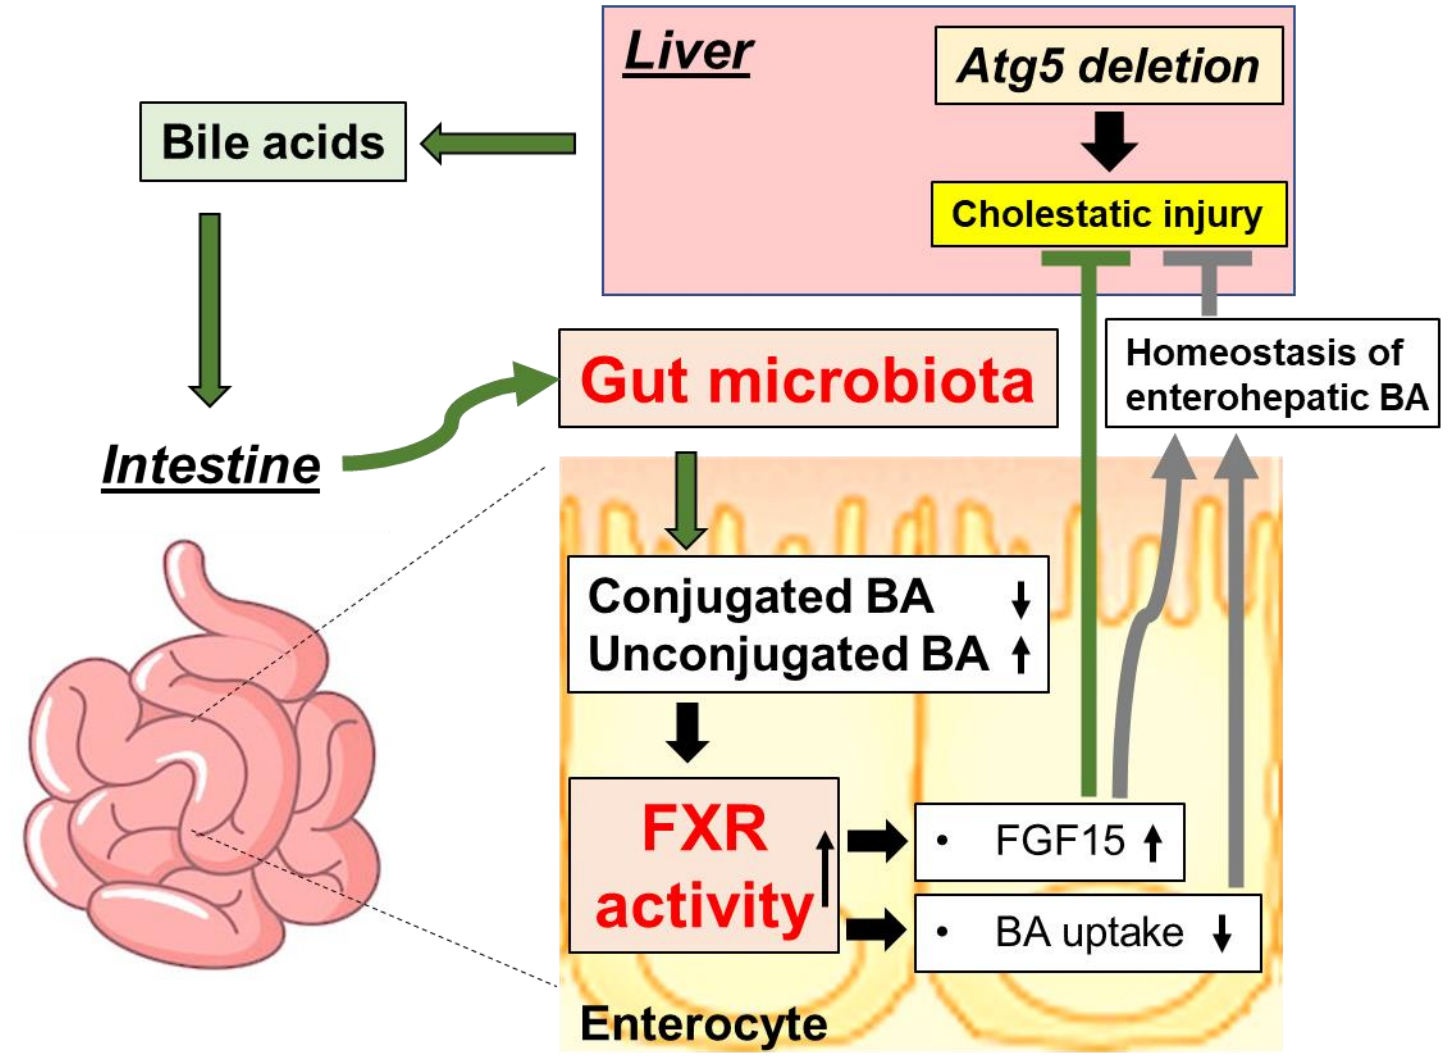 Liver
Atg5 deletion
Bile acids
Cholestatic injury
Gut microbiota
Homeostasis of
enterohepatic BA
Intestine
Conjugated BA ↓
Unconjugated BA ↑
FXR
activity ↑
• FGF15 ↑
• BA uptake ↓
Enterocyte